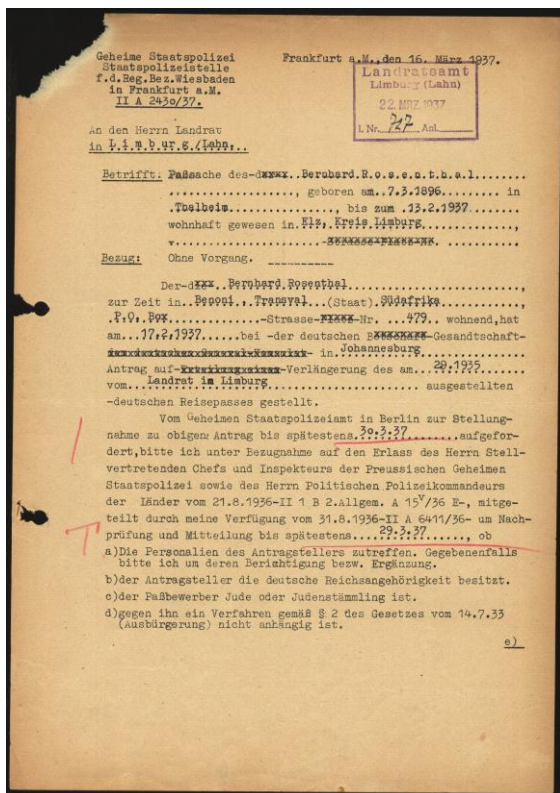 Geheime Staatspolizei
Staatspolizeistelle
f.d.Reg.Bez.Wiesbaden
in Frankfurt a.M.
II A 2430/37.
Frankfurt a.M.,den 16. März 1937.
Landratsamt
Limburg (Lahn)
22 MRZ 1937
I. Nr. 727 Anl.
An den Herrn Landrat
in L i m b u r g /Lahn.
Betrifft: Paßsache des-dxxx..Bernhard R.o.s.e.n.t.h.a.l
geboren am..7.3.1896........ in
Thalheim..............., bis zum .13.2.1937
wohnhaft gewesen in Elz, Kreis Limburg
Bezug: Ohne Vorgang.
Der-die Bernhard Rosenthal
zur Zeit in..Benoni, Transval ..(Staat).Südafrika
P.O. Box -Strasse-Platz-Nr. ...479.. wohnend,hat
am...17.2.1937.....bei -der deutschen Botschaft-Gesandtschaft-
in Johannesburg
Antrag auf -Verlängerung des am 1935
vom Landrat in Limburg ausgestellten
-deutschen Reisepasses gestellt.
Vom Geheimen Staatspolizeiamt in Berlin zur Stellung-
nahme zu obigen Antrag bis spätestens.30.3.37........aufgefor-
dert,bitte ich unter Bezugnahme auf den Erlass des Herrn Stell-
vertretenden Chefs und Inspekteurs der Preussischen Geheimen
Staatspolizei sowie des Herrn Politischen Polizeikommandeurs
der Länder vom 21.8.1936-II 1 B 2.Allgem. A 15V/36 E-, mitge-
teilt durch meine Verfügung vom 31.8.1936-II A 6411/36- um Nach-
prüfung und Mitteilung bis spätestens....29.3.37........, ob
a)Die Personalien des Antragstellers zutreffen. Gegebenenfalls
bitte ich um deren Berichtigung bezw. Ergänzung.
b)der Antragsteller die deutsche Reichsangehörigkeit besitzt.
c)der Paßbewerber Jude oder Judenstämmling ist.
d)gegen ihn ein Verfahren gemäß § 2 des Gesetzes vom 14.7.33
(Ausbürgerung) nicht anhängig ist.
e)